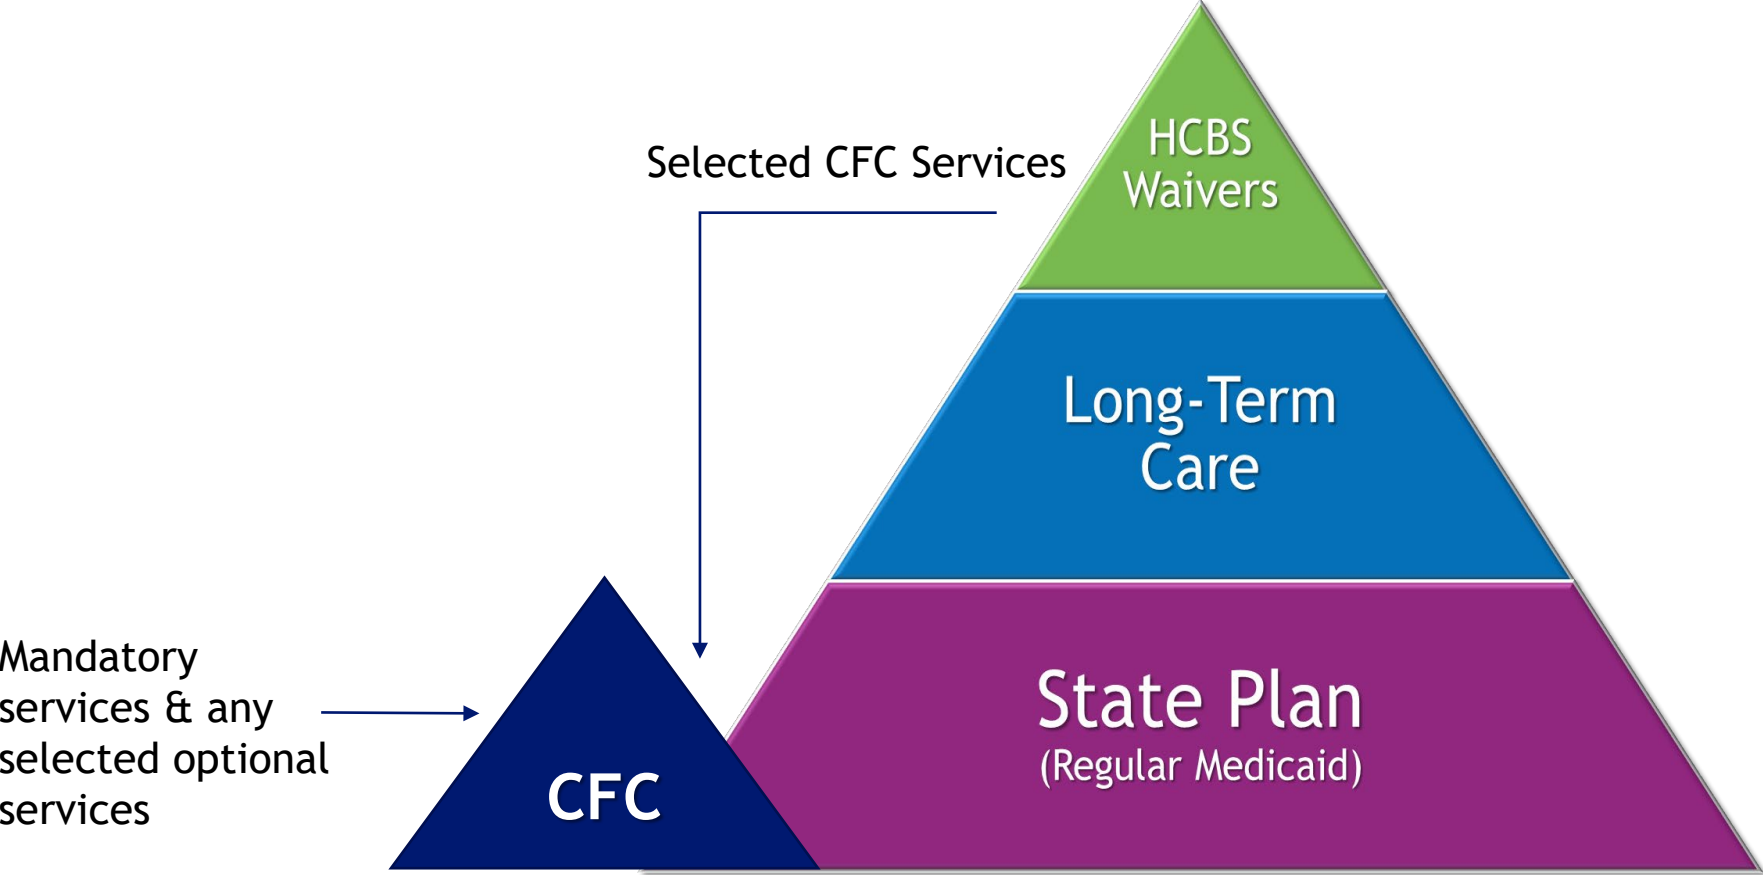 HCBS
Waivers
Selected CFC Services
Long-Term
Care
Mandatory
services & any
selected optional
services
CFC
State Plan
(Regular Medicaid)